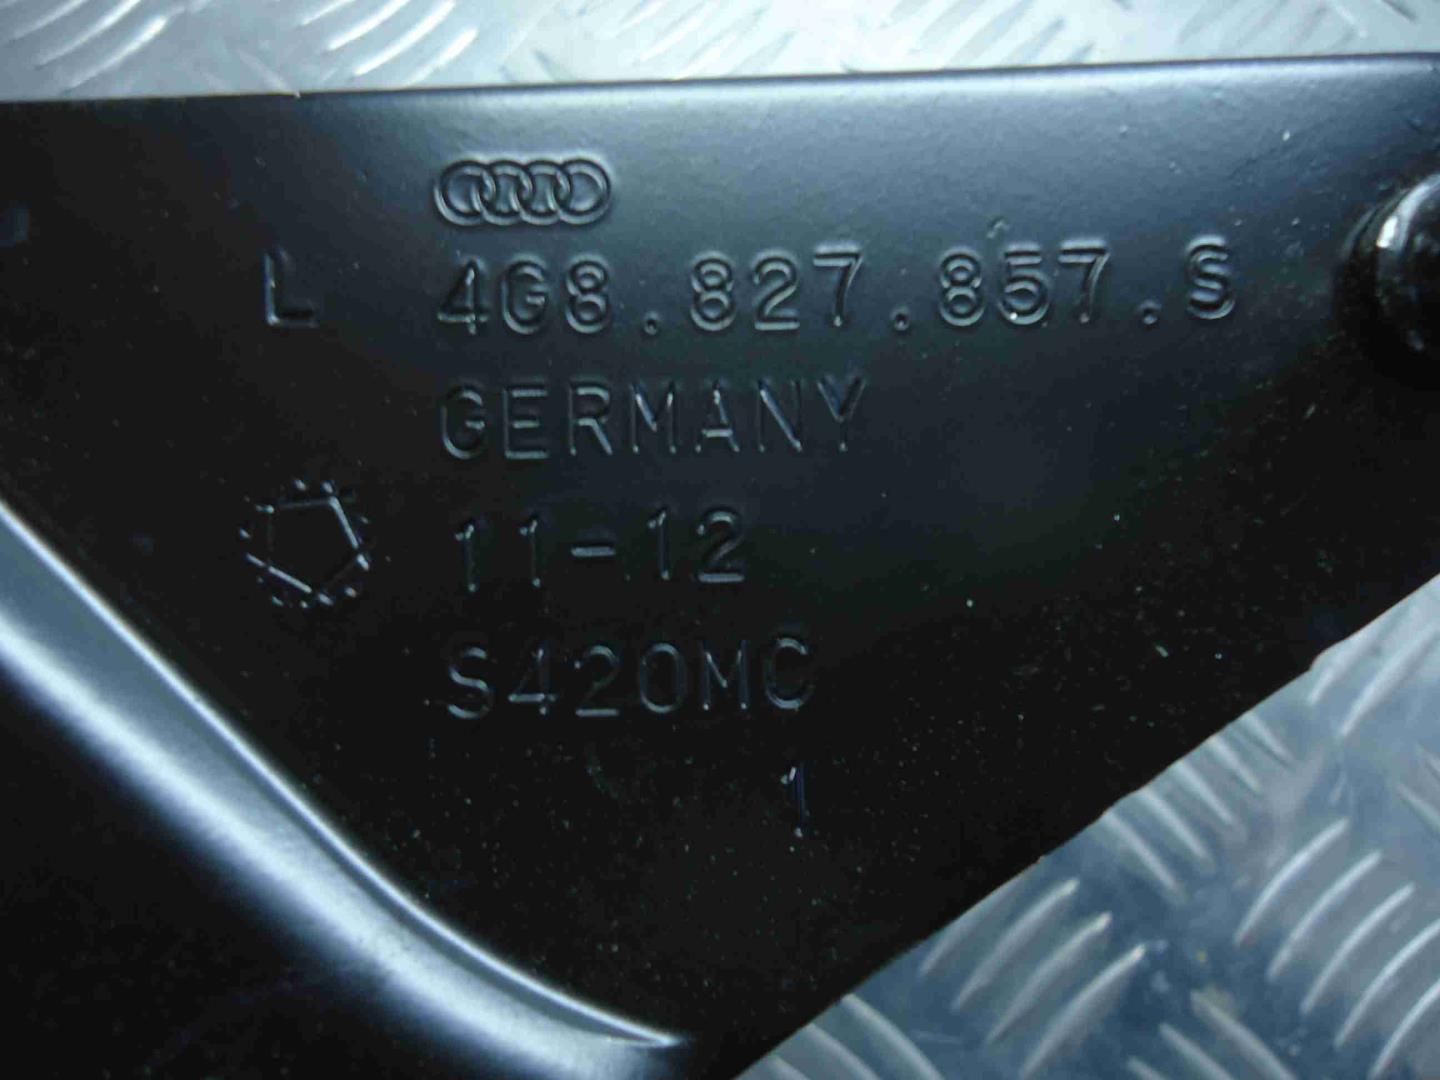 L 4G8.827.857.S
GERMANY
11-12
S420MC
1